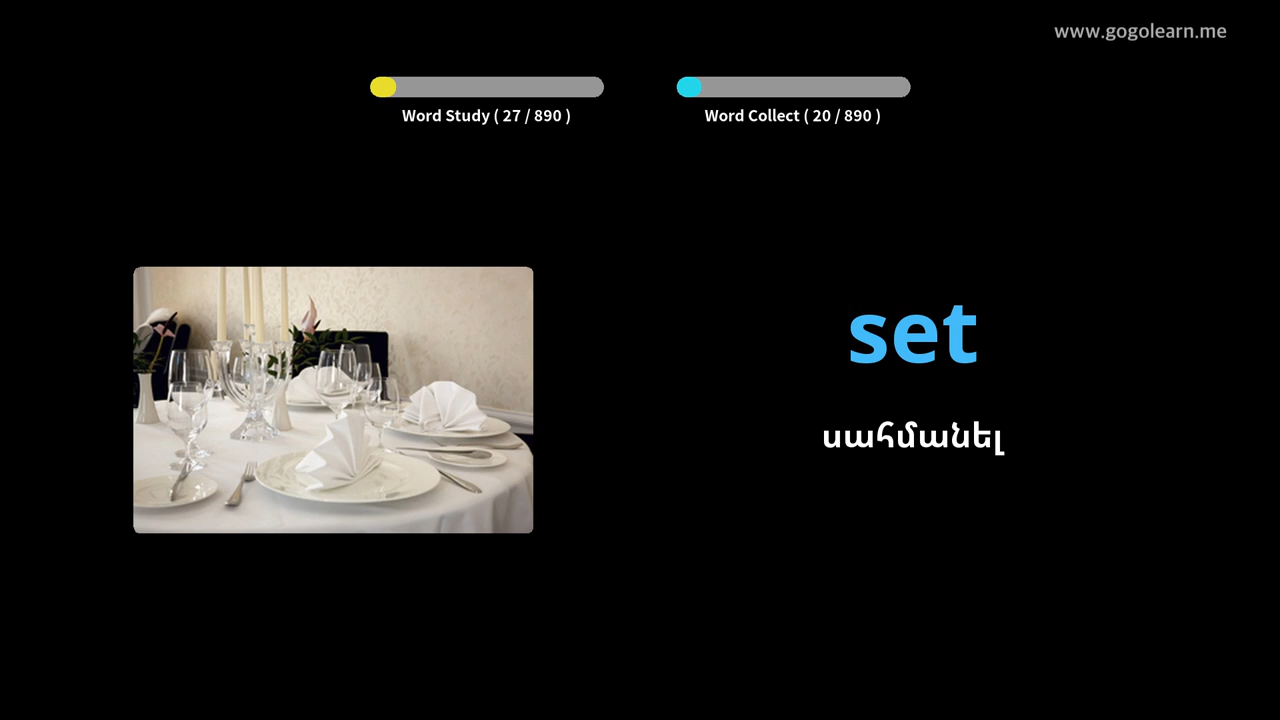 www.gogolearn.me
Word Study ( 27 / 890 )
Word Collect ( 20 / 890 )
set
սահմանել